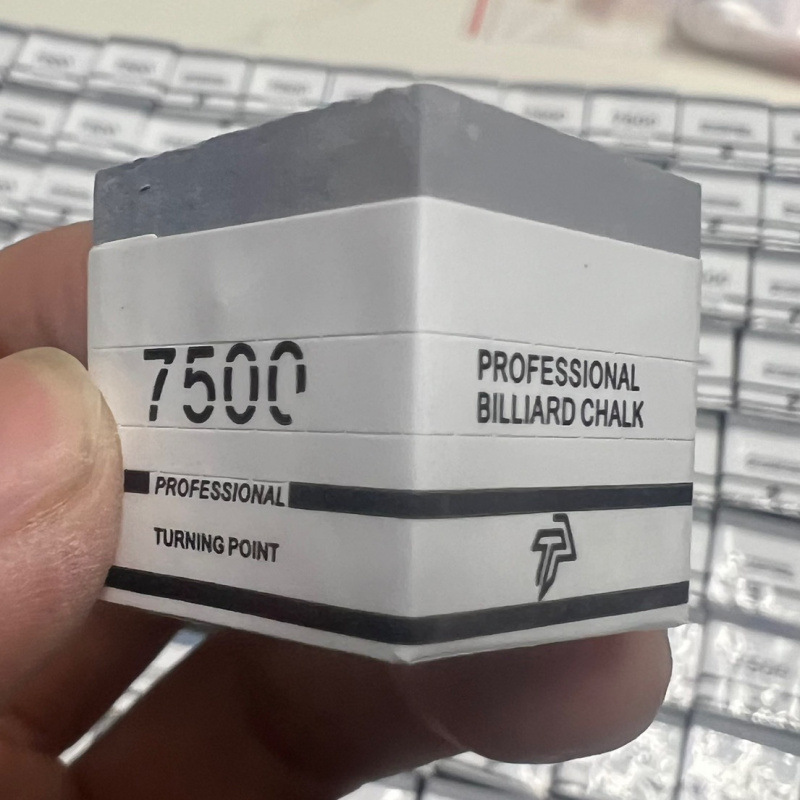 7500
PROFESSIONAL
TURNING POINT
PROFESSIONAL
BILLIARD CHALK